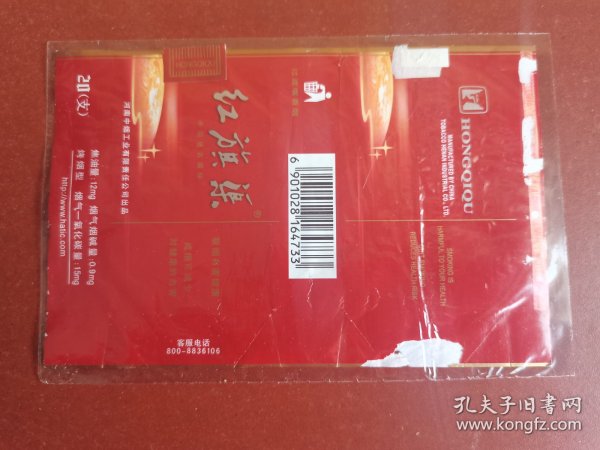 20(支)
河南中烟工业有限责任公司出品
焦油量:12mg 烟气烟碱量:0.9mg
烤烟型 烟气一氧化碳量:15mg
http://www.hatic.com
红旗渠
®
6 901028 164733
客服电话
800-8836106
HONGQIQU
MANUFACTURED BY CHINA
TOBACCO HENAN INDUSTRIAL CO., LTD.
SMOKING IS
HARMFUL TO YOUR HEALTH
REDUCES HEALTH RISK
孔夫子旧书网
www.kongfz.com